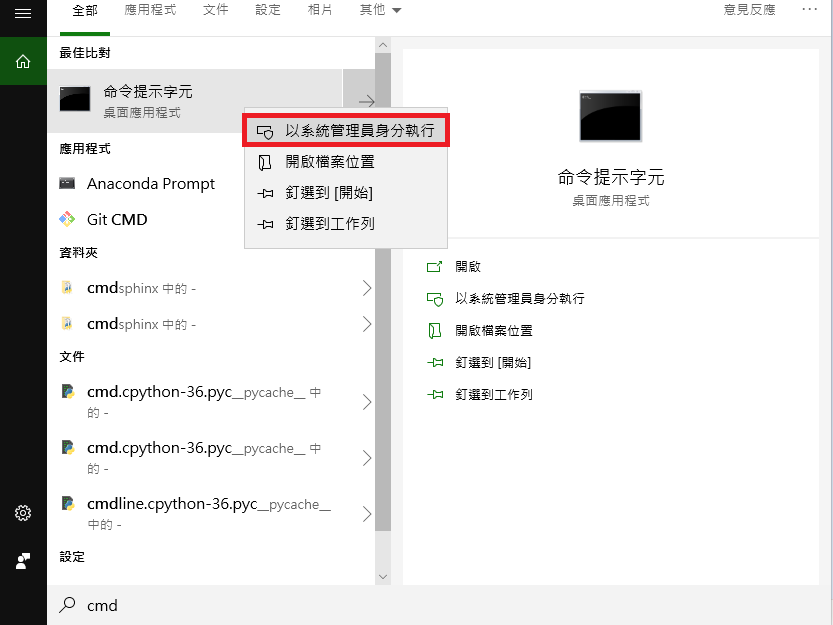 全部 應用程式 文件 設定 相片 其他 意見反應 ...
最佳比對
命令提示字元
桌面應用程式
以系統管理員身分執行
開啟檔案位置
釘選到 [開始]
釘選到工作列
應用程式
Anaconda Prompt
Git CMD
資料夾
cmdsphinx 中的 -
cmdsphinx 中的 -
文件
cmd.cpython-36.pyc__pycache__ 中
的 -
cmd.cpython-36.pyc__pycache__ 中
的 -
cmdline.cpython-36.pyc__pycache__
中的 -
設定
cmd
命令提示字元
桌面應用程式
開啟
以系統管理員身分執行
開啟檔案位置
釘選到 [開始]
釘選到工作列